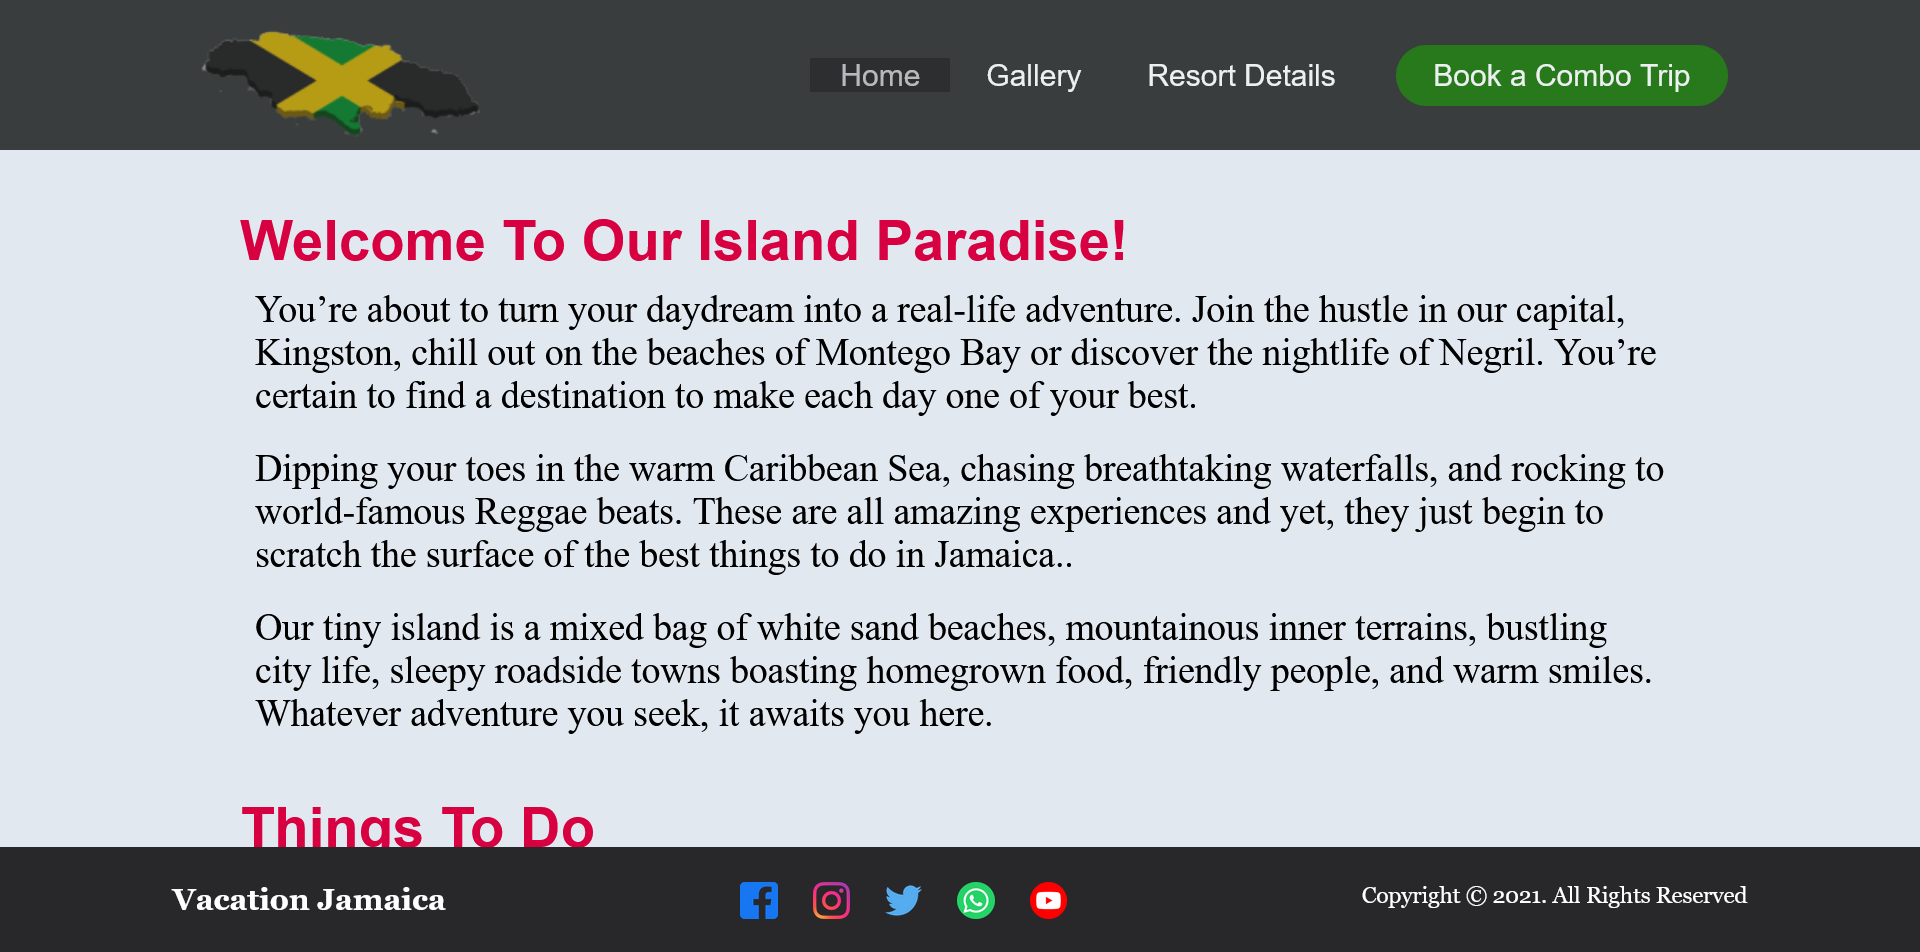 Home Gallery Resort Details Book a Combo Trip
Welcome To Our Island Paradise!
You’re about to turn your daydream into a real-life adventure. Join the hustle in our capital,
Kingston, chill out on the beaches of Montego Bay or discover the nightlife of Negril. You’re
certain to find a destination to make each day one of your best.
Dipping your toes in the warm Caribbean Sea, chasing breathtaking waterfalls, and rocking to
world-famous Reggae beats. These are all amazing experiences and yet, they just begin to
scratch the surface of the best things to do in Jamaica..
Our tiny island is a mixed bag of white sand beaches, mountainous inner terrains, bustling
city life, sleepy roadside towns boasting homegrown food, friendly people, and warm smiles.
Whatever adventure you seek, it awaits you here.
Things To Do
Vacation Jamaica
Copyright © 2021. All Rights Reserved